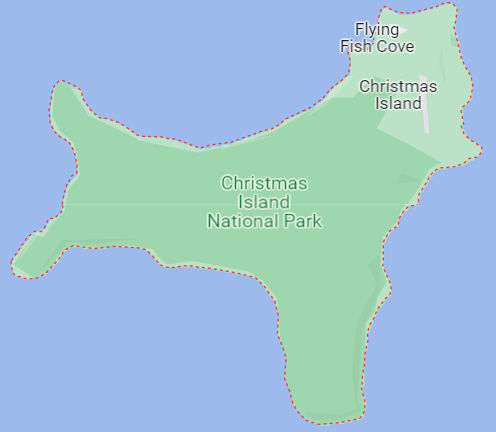 Flying
Fish Cove
Christmas
Island
Christmas
Island
National Park